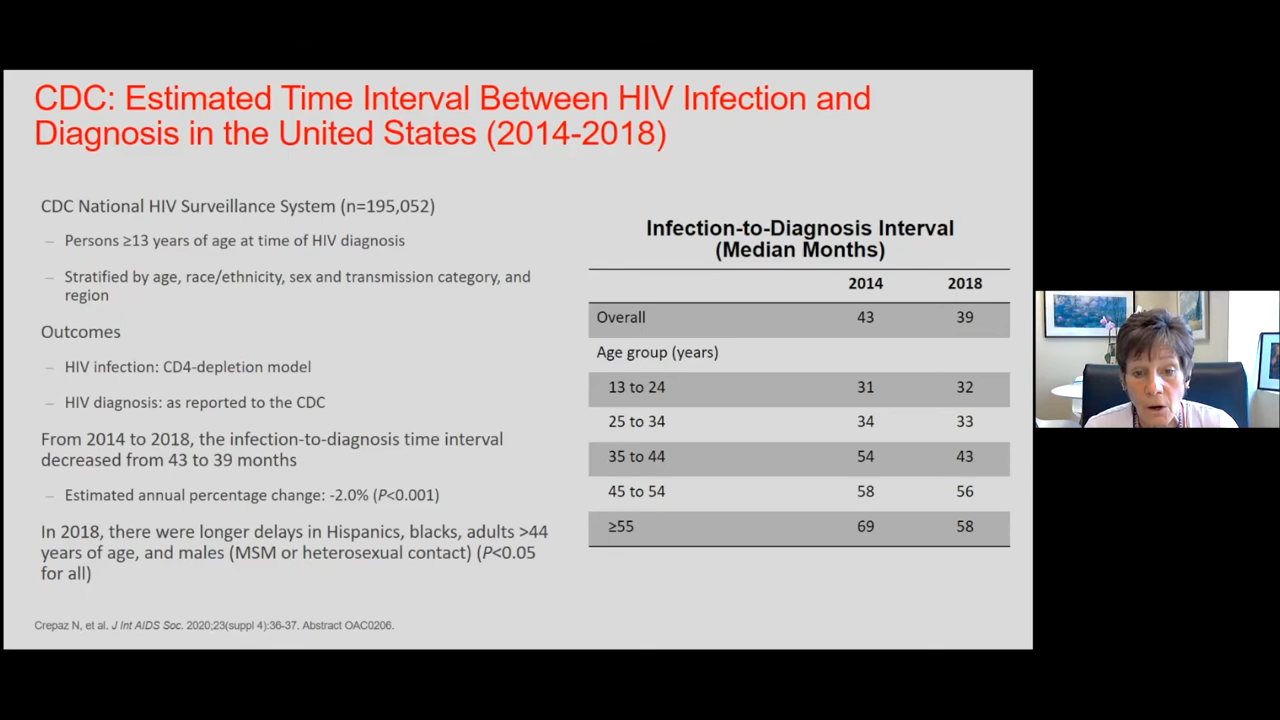 CDC: Estimated Time Interval Between HIV Infection and
Diagnosis in the United States (2014-2018)
CDC National HIV Surveillance System (n=195,052)
– Persons ≥13 years of age at time of HIV diagnosis
– Stratified by age, race/ethnicity, sex and transmission category, and
region
Outcomes
– HIV infection: CD4-depletion model
– HIV diagnosis: as reported to the CDC
From 2014 to 2018, the infection-to-diagnosis time interval
decreased from 43 to 39 months
– Estimated annual percentage change: -2.0% (P<0.001)
In 2018, there were longer delays in Hispanics, blacks, adults >44
years of age, and males (MSM or heterosexual contact) (P<0.05
for all)
Infection-to-Diagnosis Interval
(Median Months)
2014 2018
Overall 43 39
Age group (years)
13 to 24 31 32
25 to 34 34 33
35 to 44 54 43
45 to 54 58 56
≥55 69 58
Crepaz N, et al. J Int AIDS Soc. 2020;23(suppl 4):36-37. Abstract OAC0206.